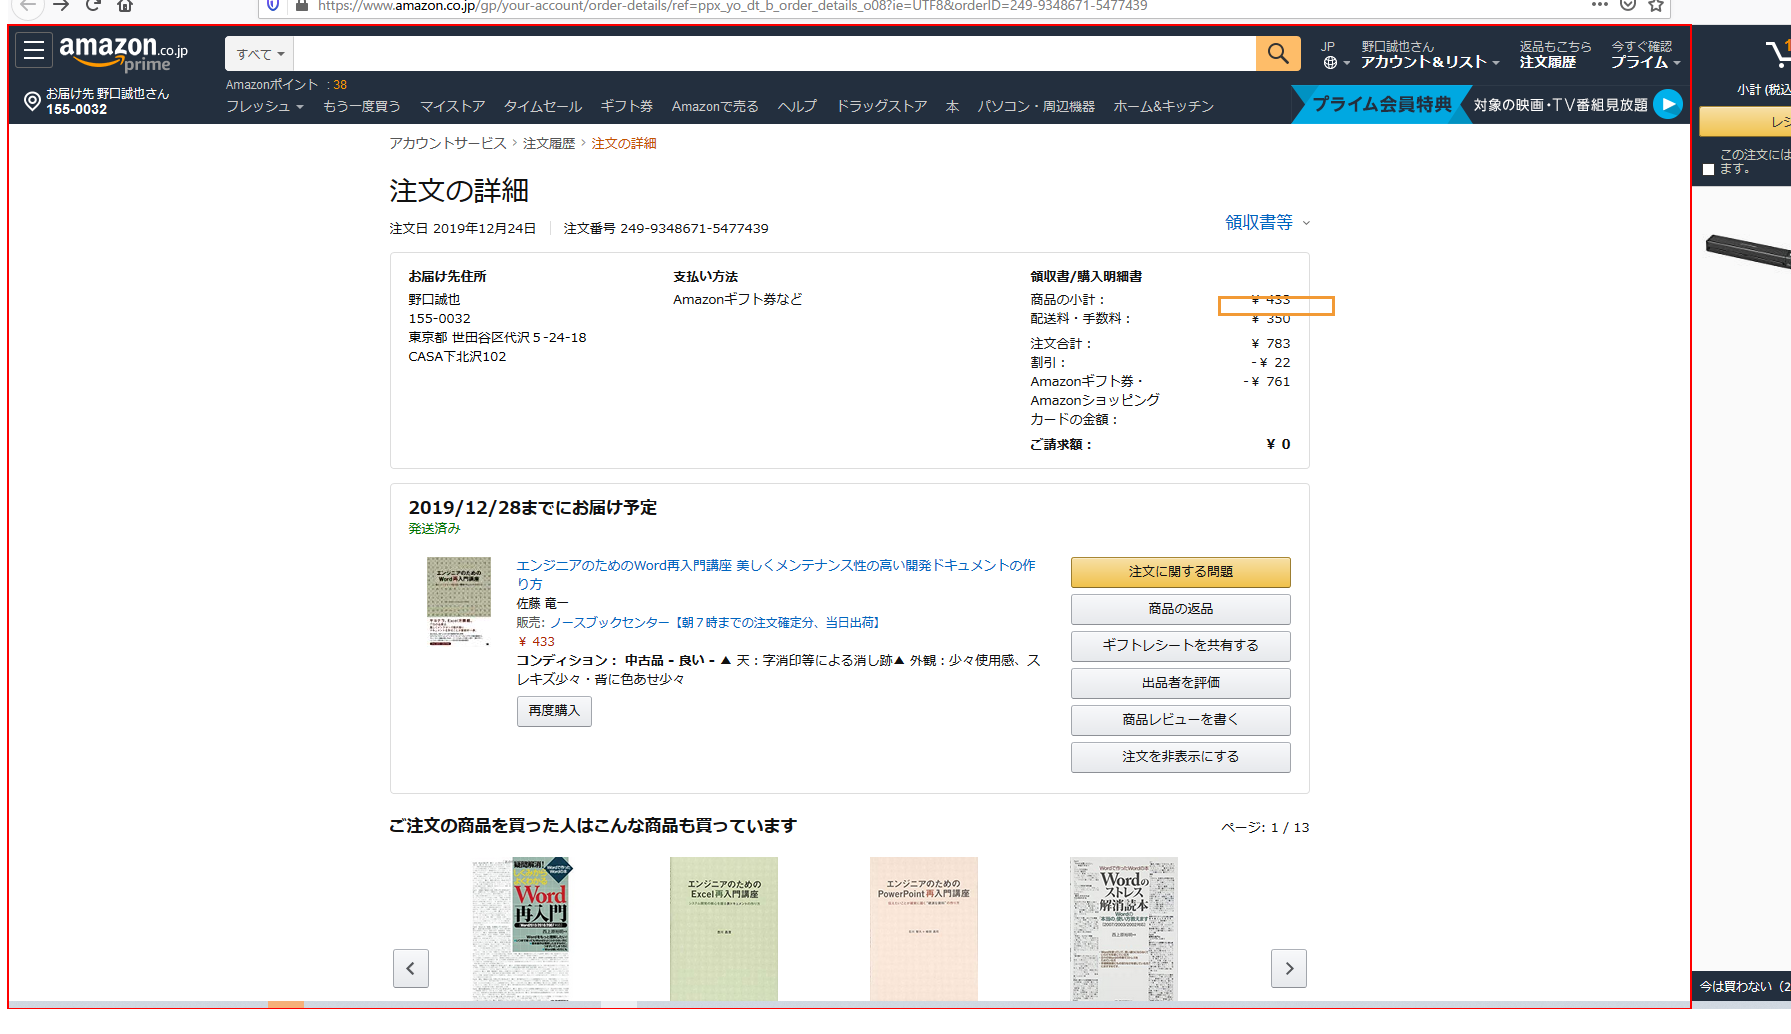 https://www.amazon.co.jp/gp/your-account/order-details/ref=ppx_yo_dt_b_order_details_o08?ie=UTF8&orderID=249-9348671-5477439
amazon.co.jp
prime
すべて
JP
野口誠也さん
アカウント&リスト
返品もこちら
注文履歴
今すぐ確認
プライム
お届け先 野口誠也さん
155-0032
Amazonポイント : 38
フレッシュ もう一度買う マイストア タイムセール ギフト券 Amazonで売る ヘルプ ドラッグストア 本 パソコン・周辺機器 ホーム&キッチン
プライム会員特典 対象の映画・TV番組見放題
小計 (税込
レジ
この注文には
ます。
アカウントサービス › 注文履歴 › 注文の詳細
注文の詳細
注文日 2019年12月24日 注文番号 249-9348671-5477439
領収書等
お届け先住所
野口誠也
155-0032
東京都 世田谷区代沢５-24-18
CASA下北沢102
支払い方法
Amazonギフト券など
領収書/購入明細書
商品の小計： ¥ 433
配送料・手数料： ¥ 350
注文合計： ¥ 783
割引： -¥ 22
Amazonギフト券・ -¥ 761
Amazonショッピング
カードの金額：
ご請求額： ¥ 0
2019/12/28までにお届け予定
発送済み
エンジニアのための
Word再入門講座
エンジニアのためのWord再入門講座 美しくメンテナンス性の高い開発ドキュメントの作
り方
佐藤 竜一
販売: ノースブックセンター【朝７時までの注文確定分、当日出荷】
¥ 433
コンディション： 中古品 - 良い - ▲ 天：字消印等による消し跡▲ 外観：少々使用感、ス
レキズ少々・背に色あせ少々
再度購入
注文に関する問題
商品の返品
ギフトレシートを共有する
出品者を評価
商品レビューを書く
注文を非表示にする
ご注文の商品を買った人はこんな商品も買っています
ページ: 1 / 13
疑問解消!
Word
再入門
エンジニアのための
Excel再入門講座
エンジニアのための
PowerPoint再入門講座
Wordの
ストレス
解消読本
今は買わない（2